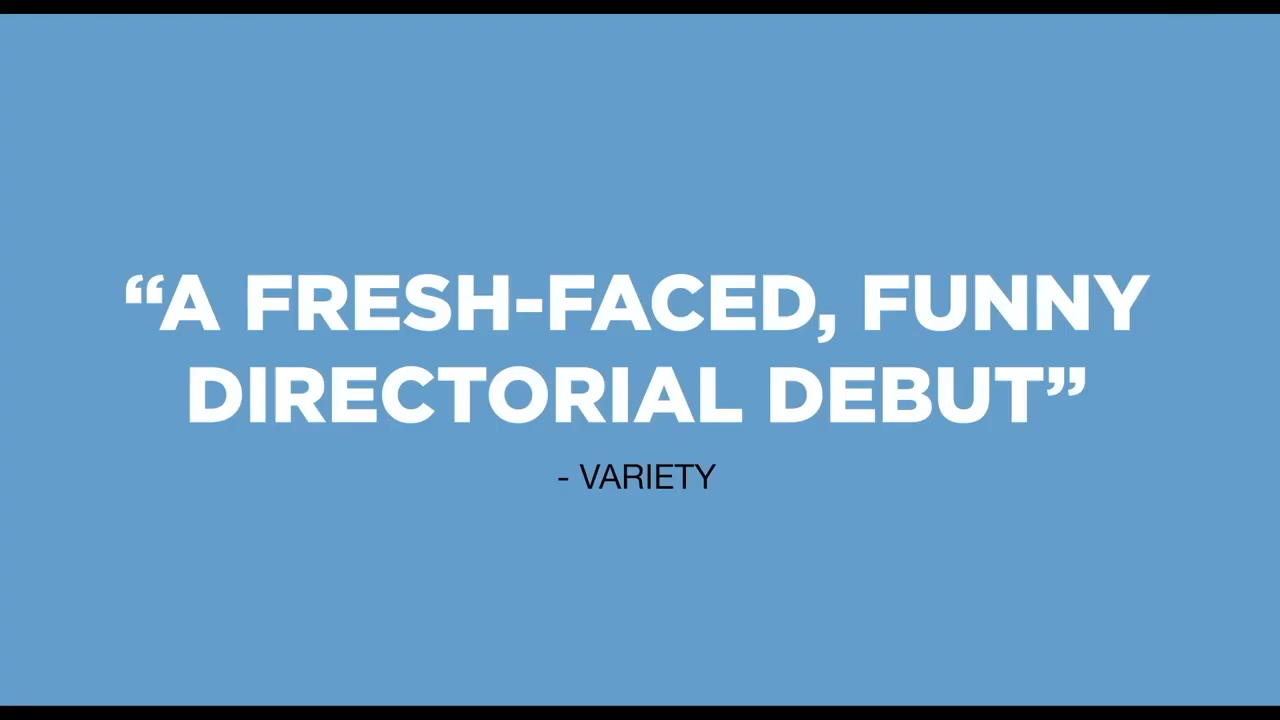 “A FRESH-FACED, FUNNY
DIRECTORIAL DEBUT”
- VARIETY